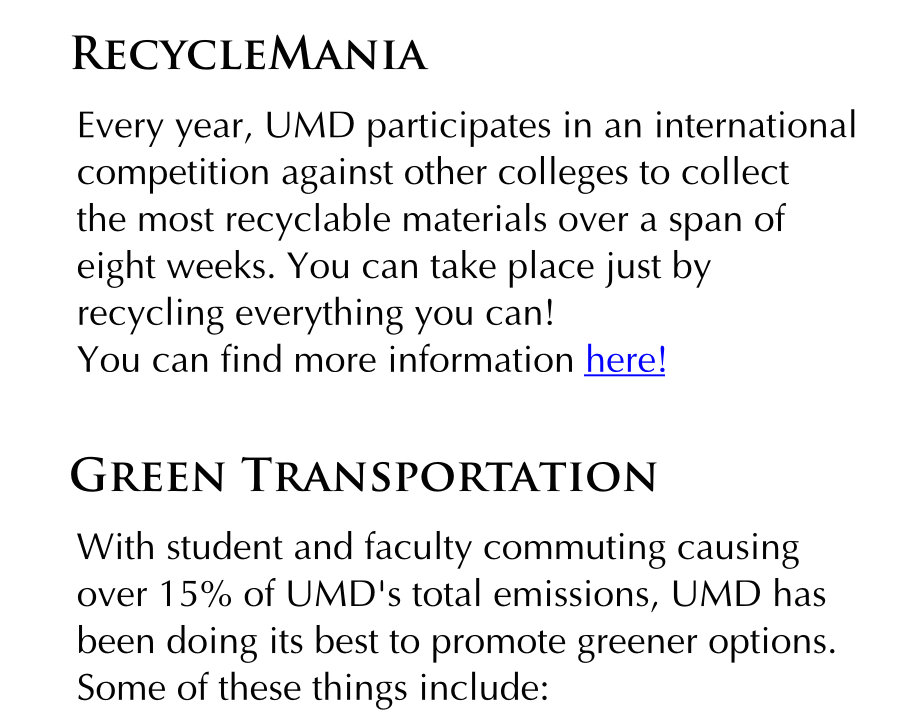 RecycleMania
Every year, UMD participates in an international
competition against other colleges to collect
the most recyclable materials over a span of
eight weeks. You can take place just by
recycling everything you can!
You can find more information here!
Green Transportation
With student and faculty commuting causing
over 15% of UMD's total emissions, UMD has
been doing its best to promote greener options.
Some of these things include: